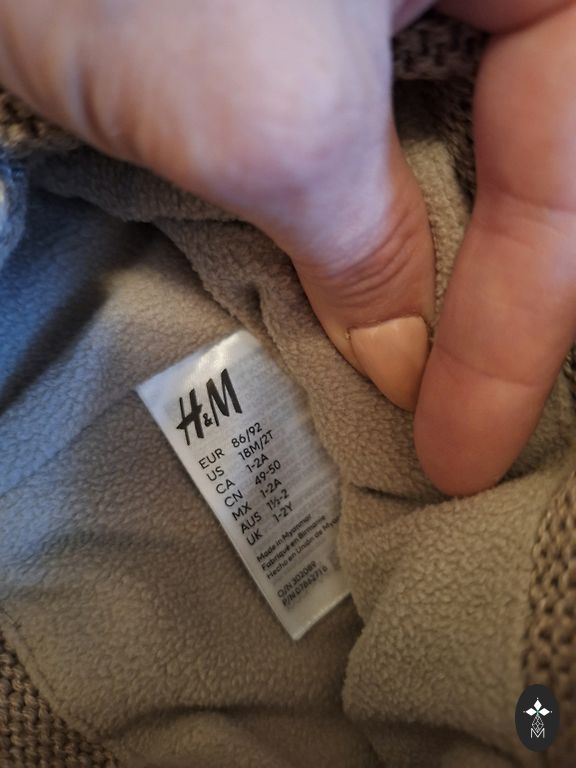 H&M
EUR 86/92
US 18M/2T
CA 1-2A
CN 49-50
MX 1-2A
AUS 1½-2
UK 1-2Y
Made in Myanmar
Fabriqué en Birmanie
Hecho en Unión de
O/N 302089
M